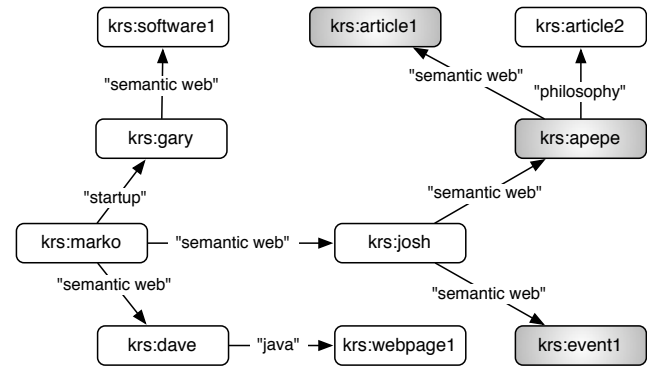 krs:software1
krs:article1
krs:article2
"semantic web"
"semantic web"
"philosophy"
krs:gary
krs:apepe
"startup"
"semantic web"
krs:marko
"semantic web"
krs:josh
"semantic web"
"semantic web"
krs:dave
"java"
krs:webpage1
krs:event1